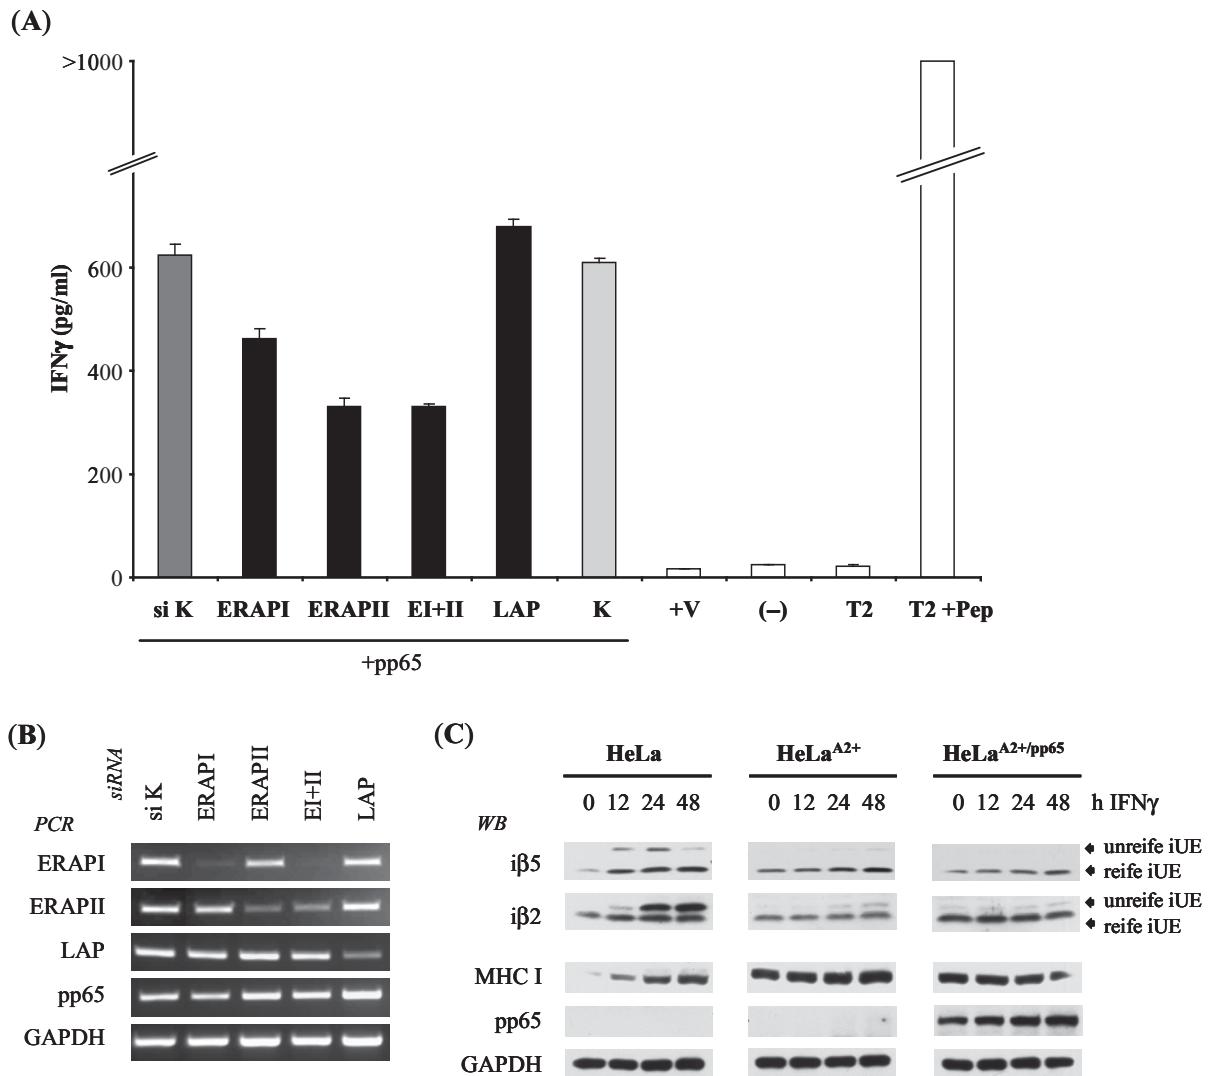 (A)
>1000
600
400
200
0
IFNγ (pg/ml)
si K ERAPI ERAPII EI+II LAP K +V (–) T2 T2 +Pep
+pp65
(B)
siRNA
si K ERAPI ERAPII EI+II LAP
PCR
ERAPI
ERAPII
LAP
pp65
GAPDH
(C)
HeLa HeLaA2+ HeLaA2+/pp65
0 12 24 48 0 12 24 48 0 12 24 48 h IFNγ
WB
iβ5 unreife iUE
reife iUE
iβ2 unreife iUE
reife iUE
MHC I
pp65
GAPDH